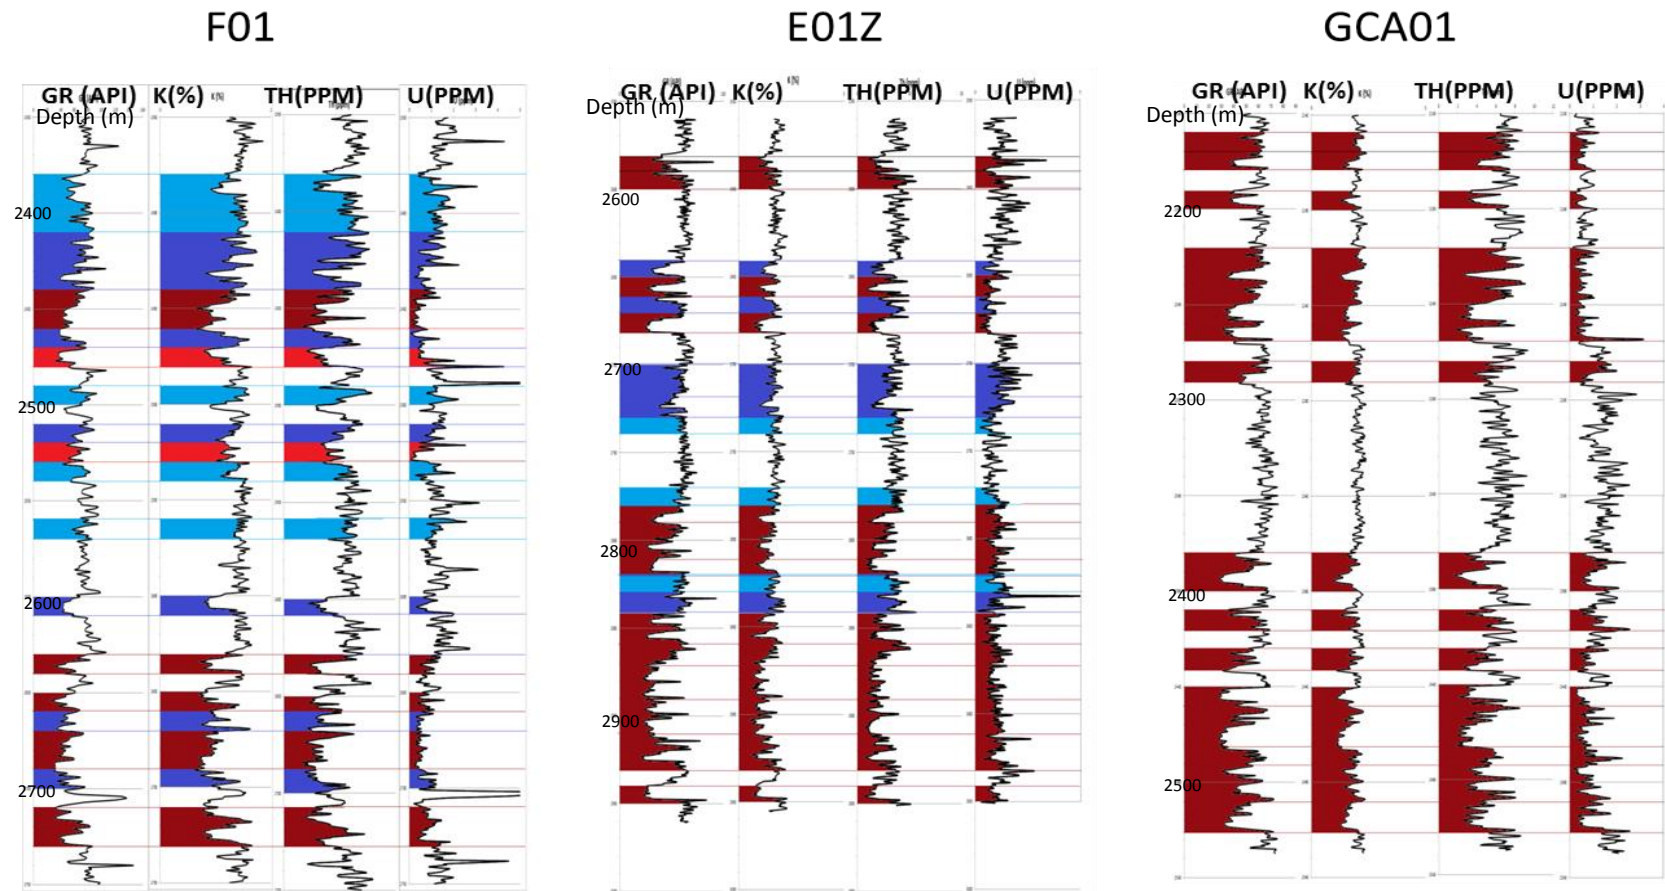 F01
E01Z
GCA01
GR (API) K(%) TH(PPM) U(PPM)
Depth (m)
2400
2500
2600
2700
GR (API) K(%) TH(PPM) U(PPM)
Depth (m)
2600
2700
2800
2900
GR (API) K(%) TH(PPM) U(PPM)
Depth (m)
2200
2300
2400
2500